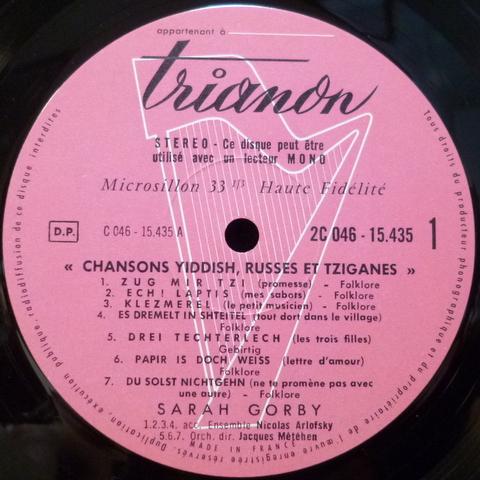 appartenant à
trianon
STEREO - Ce disque peut être
utilisé avec un lecteur MONO
Microsillon 33 1/3 Haute Fidélité
D.P.
C 046 - 15.435 A
2C 046 - 15.435
1
« CHANSONS YIDDISH, RUSSES ET TZIGANES »
1. ZUG MIR TZI (promesse) - Folklore
2. ECH! LAPTIS (mes sabots) - Folklore
3. KLEZMEREL (le petit musicien) - Folklore
4. ES DREMELT IN SHTEITEL (tout dort dans le village)
Folklore
5. DREI TECHTERLECH (les trois filles)
Gebirtig
6. PAPIR IS DOCH WEISS (lettre d'amour)
Folklore
7. DU SOLST NICHTGEHN (ne te promène pas avec
une autre) - Folklore
SARAH GORBY
1.2.3.4. acc. Ensemble Nicolas Arlofsky
5.6.7. Orch. dir. Jacques Météhen
MADE IN FRANCE
Tous droits du producteur phonographique et du propriétaire de l'œuvre enregistrée réservés. Duplication, exécution publique, radiodiffusion de ce disque interdites